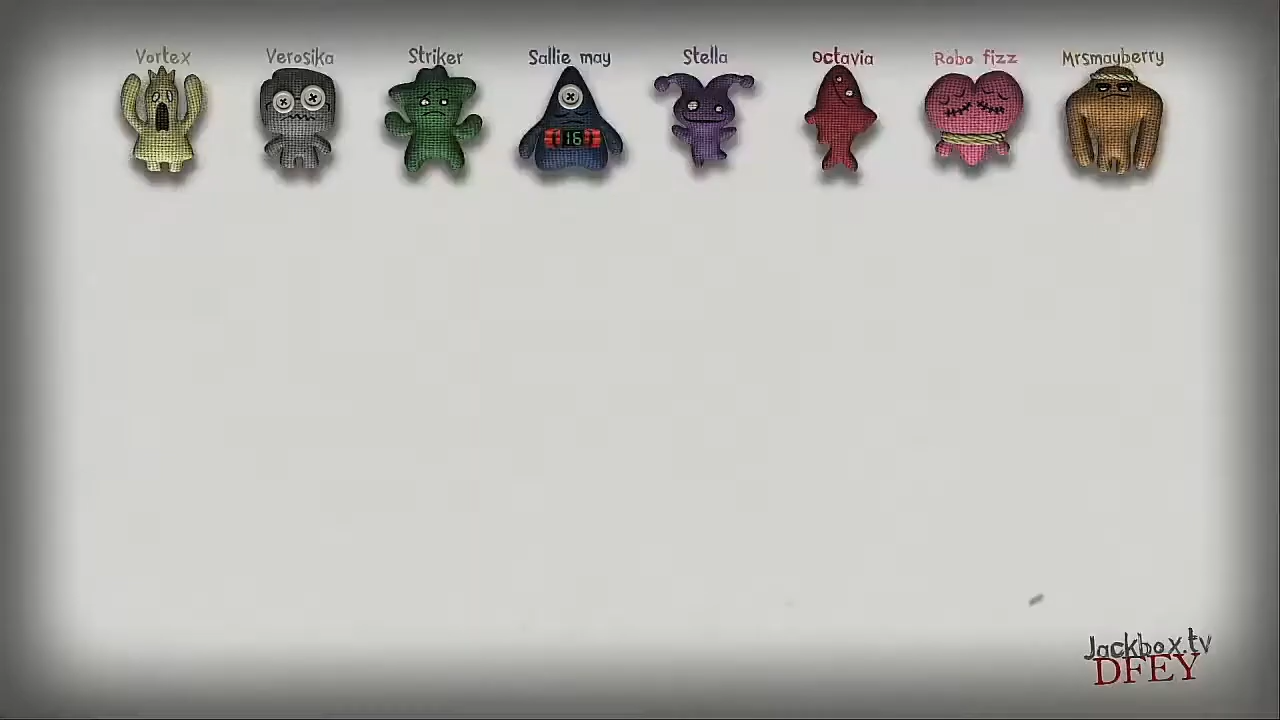 Vortex
Verosika
Striker
Sallie may
Stella
octavia
Robo fizz
Mrsmayberry
16
Jackbox.tv
DFEY